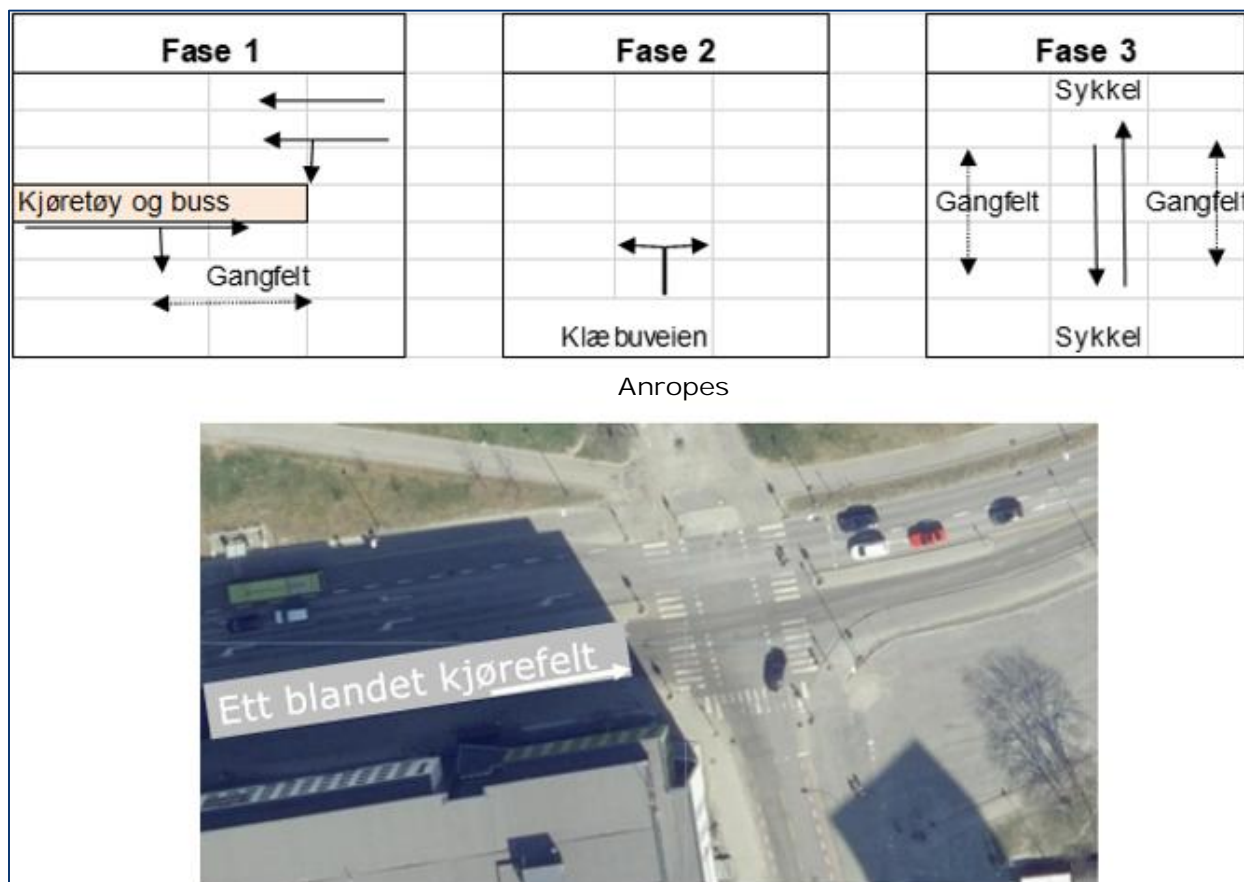 Fase 1
Fase 2
Fase 3
Kjøretøy og buss
Gangfelt
Klæbuveien
Sykkel
Gangfelt
Gangfelt
Sykkel
Anropes
Ett blandet kjørefelt